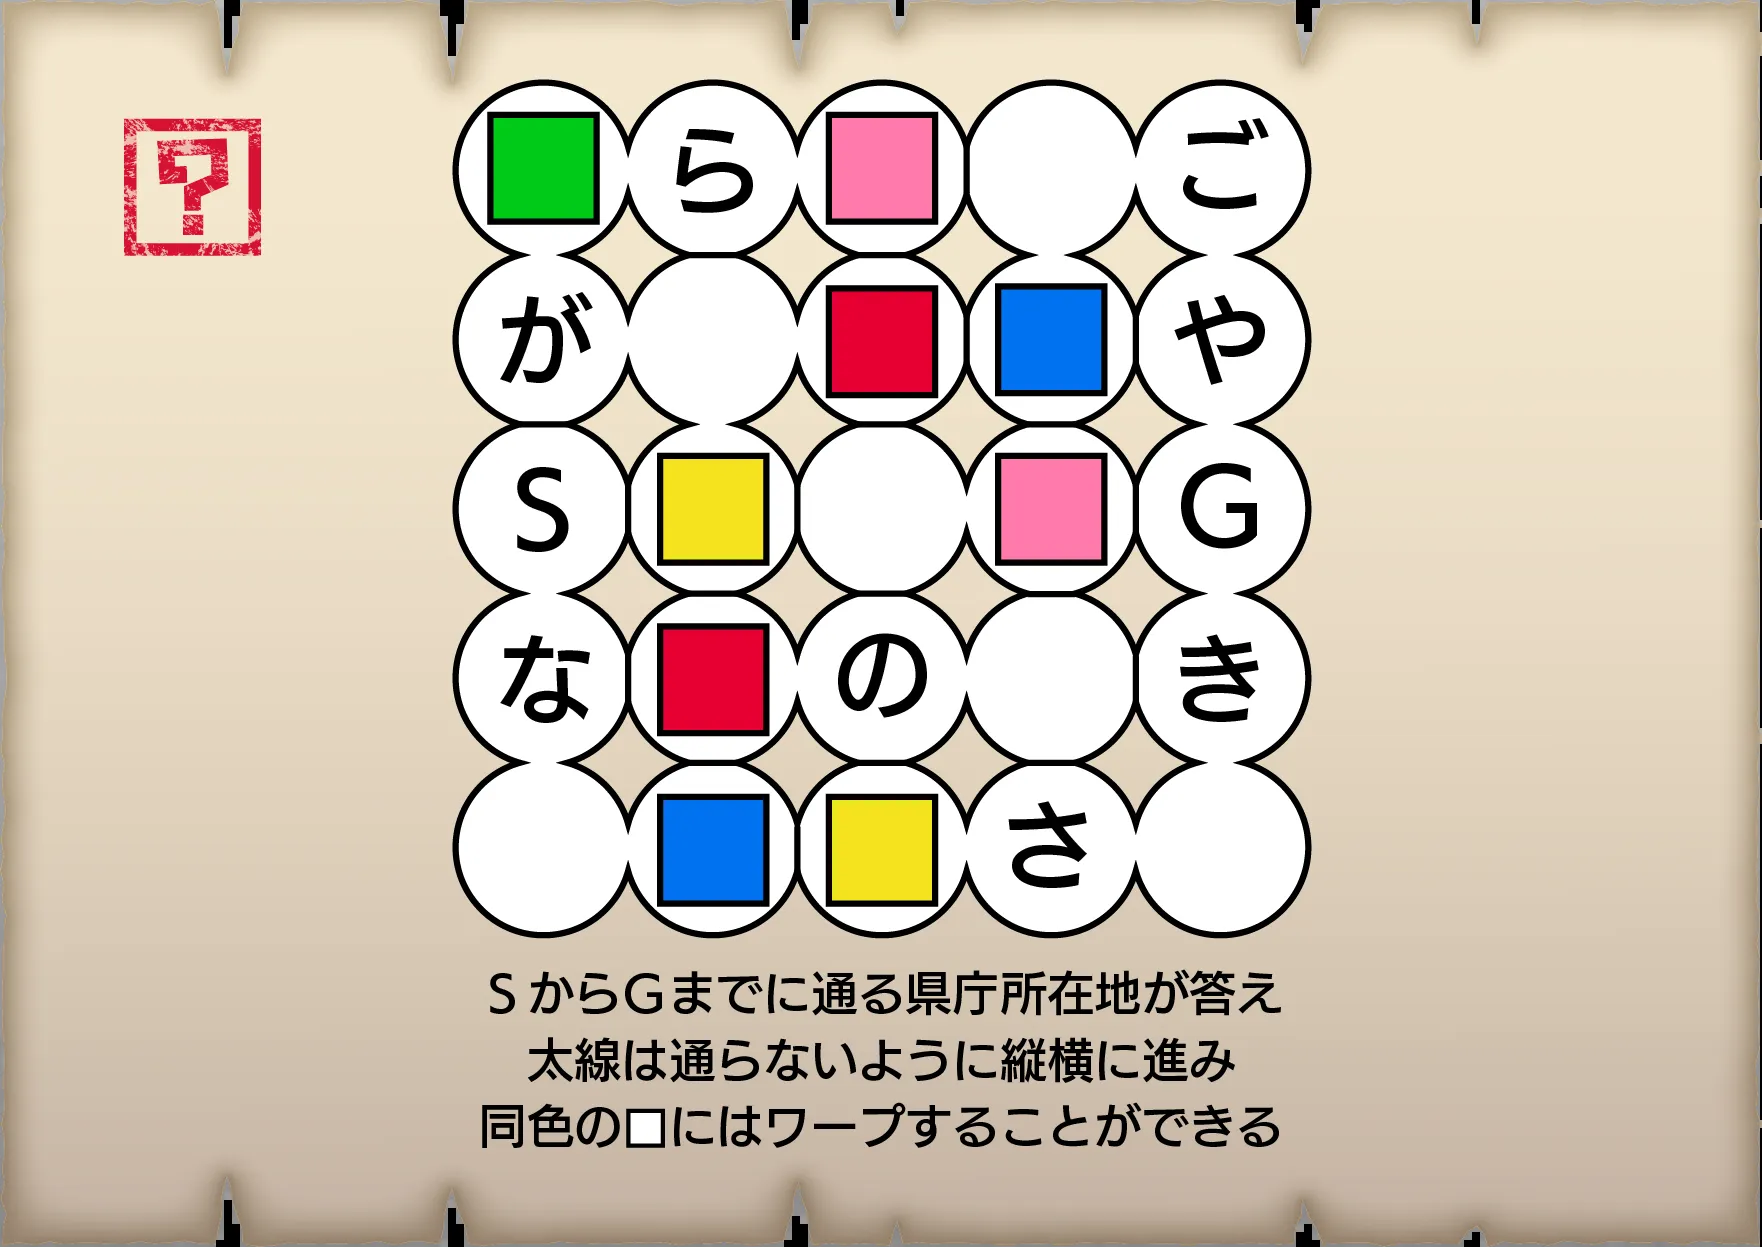 ?
ら ご
が や
S G
な の き
さ
SからGまでに通る県庁所在地が答え
太線は通らないように縦横に進み
同色の□にはワープすることができる